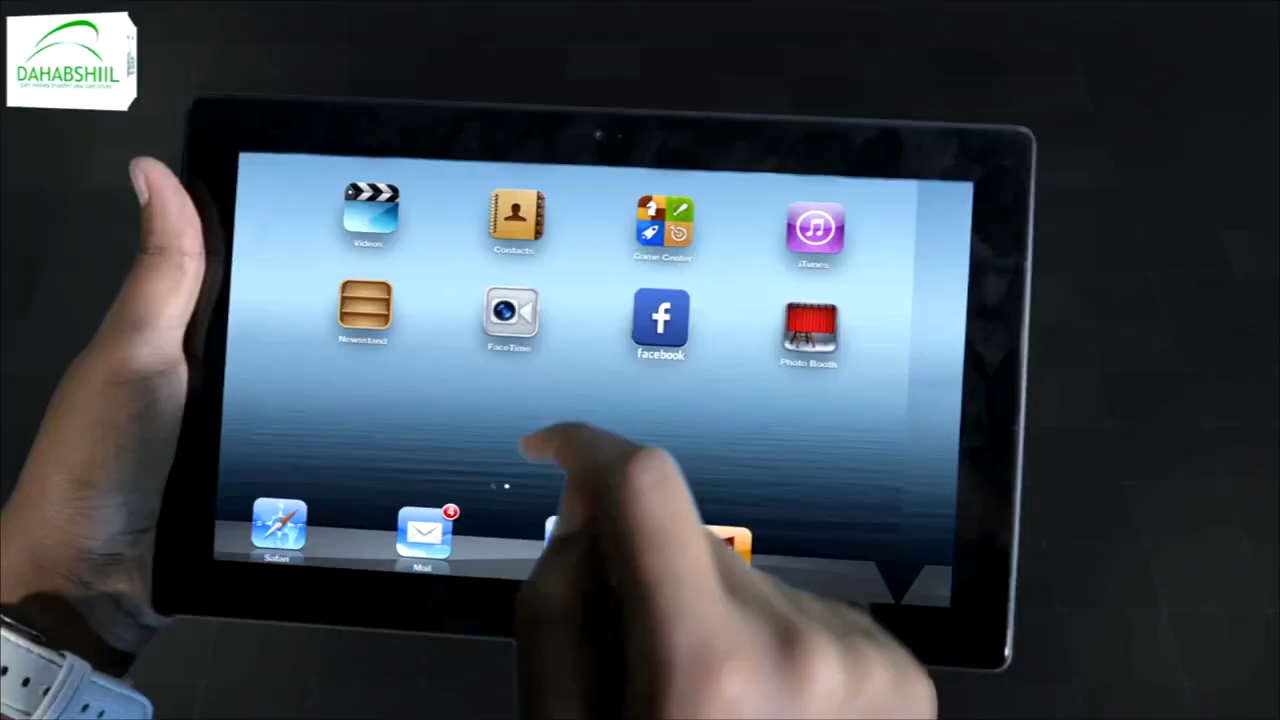 DAHABSHIIL
Videos
Contacts
Game Center
iTunes
Newsstand
FaceTime
facebook
Photo Booth
4
Safari
Mail